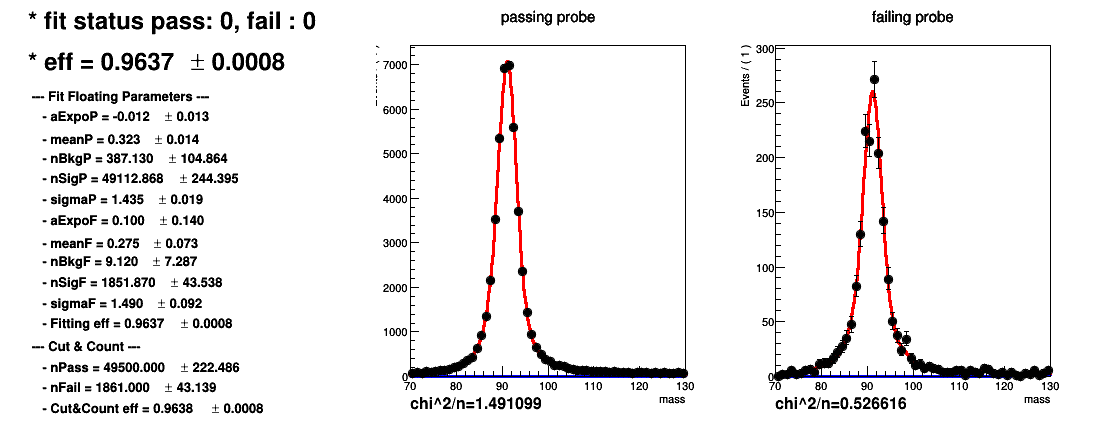 * fit status pass: 0, fail : 0
* eff = 0.9637 ± 0.0008
--- Fit Floating Parameters ---
- aExpoP = -0.012 ± 0.013
- meanP = 0.323 ± 0.014
- nBkgP = 387.130 ± 104.864
- nSigP = 49112.868 ± 244.395
- sigmaP = 1.435 ± 0.019
- aExpoF = 0.100 ± 0.140
- meanF = 0.275 ± 0.073
- nBkgF = 9.120 ± 7.287
- nSigF = 1851.870 ± 43.538
- sigmaF = 1.490 ± 0.092
- Fitting eff = 0.9637 ± 0.0008
--- Cut & Count ---
- nPass = 49500.000 ± 222.486
- nFail = 1861.000 ± 43.139
- Cut&Count eff = 0.9638 ± 0.0008
passing probe
7000
6000
5000
4000
3000
2000
1000
0
70 80 90 100 110 120 130
mass
chi^2/n=1.491099
failing probe
Events / ( 1 )
300
250
200
150
100
50
0
70 80 90 100 110 120 130
mass
chi^2/n=0.526616